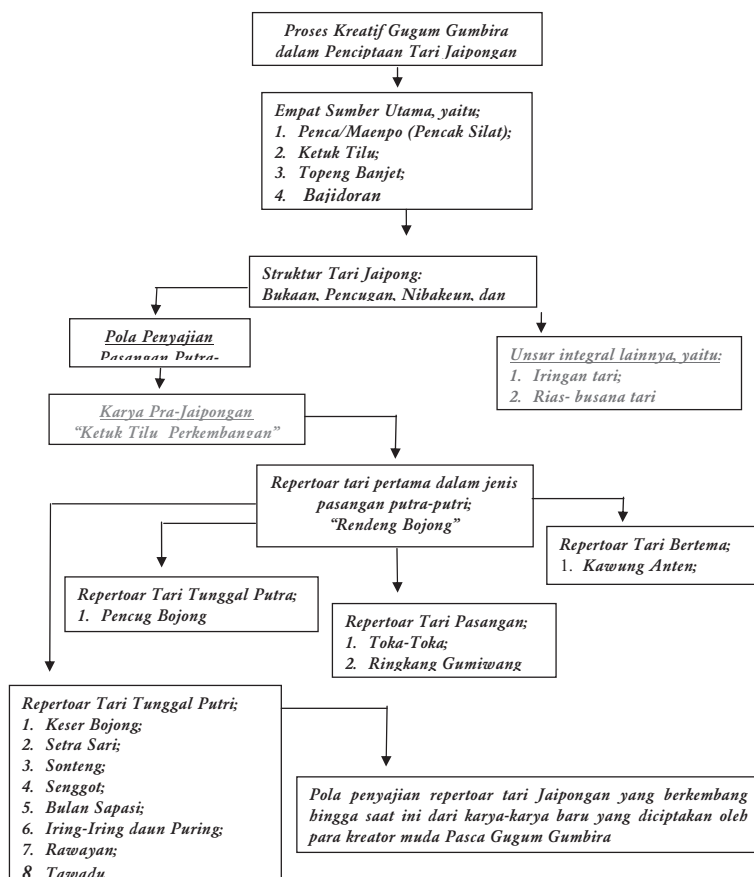 Proses Kreatif Gugum Gumbira
dalam Penciptaan Tari Jaipongan
Empat Sumber Utama, yaitu;
1. Penca/Maenpo (Pencak Silat);
2. Ketuk Tilu;
3. Topeng Banjet;
4. Bajidoran
Struktur Tari Jaipong:
Bukaan, Pencugan, Nibakeun, dan
Pola Penyajian
Pasangan Putra-
Unsur integral lainnya, yaitu:
1. Iringan tari;
2. Rias- busana tari
Karya Pra-Jaipongan
“Ketuk Tilu Perkembangan”
Repertoar tari pertama dalam jenis
pasangan putra-putri;
“Rendeng Bojong”
Repertoar Tari Bertema;
1. Kawung Anten;
Repertoar Tari Tunggal Putra;
1. Pencug Bojong
Repertoar Tari Pasangan;
1. Toka-Toka;
2. Ringkang Gumiwang
Repertoar Tari Tunggal Putri;
1. Keser Bojong;
2. Setra Sari;
3. Sonteng;
4. Senggot;
5. Bulan Sapasi;
6. Iring-Iring daun Puring;
7. Rawayan;
8 Tawadu
Pola penyajian repertoar tari Jaipongan yang berkembang
hingga saat ini dari karya-karya baru yang diciptakan oleh
para kreator muda Pasca Gugum Gumbira